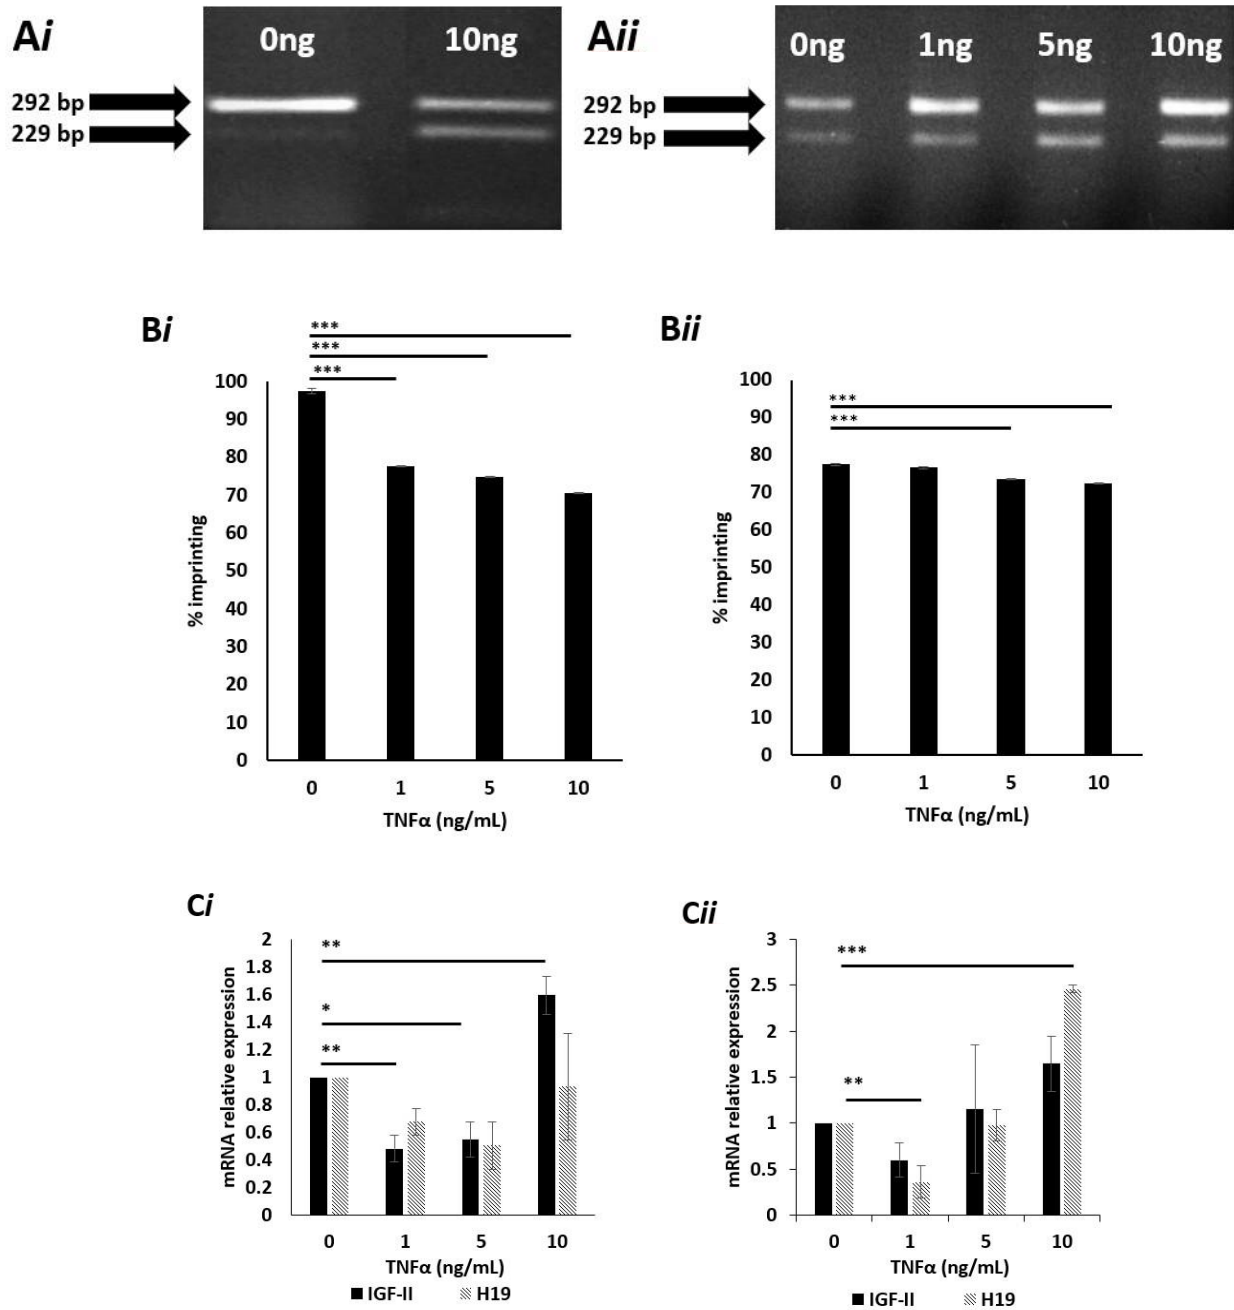 Ai
0ng 10ng
292 bp
229 bp
Aii
0ng 1ng 5ng 10ng
292 bp
229 bp
Bi
***
***
***
100
90
80
70
60
50
40
30
20
10
0
% imprinting
0 1 5 10
TNFα (ng/mL)
Bii
***
***
100
90
80
70
60
50
40
30
20
10
0
% imprinting
0 1 5 10
TNFα (ng/mL)
Ci
**
*
**
2
1.8
1.6
1.4
1.2
1
0.8
0.6
0.4
0.2
0
mRNA relative expression
0 1 5 10
TNFα (ng/mL)
IGF-II H19
Cii
***
**
3
2.5
2
1.5
1
0.5
0
mRNA relative expression
0 1 5 10
TNFα (ng/mL)
IGF-II H19